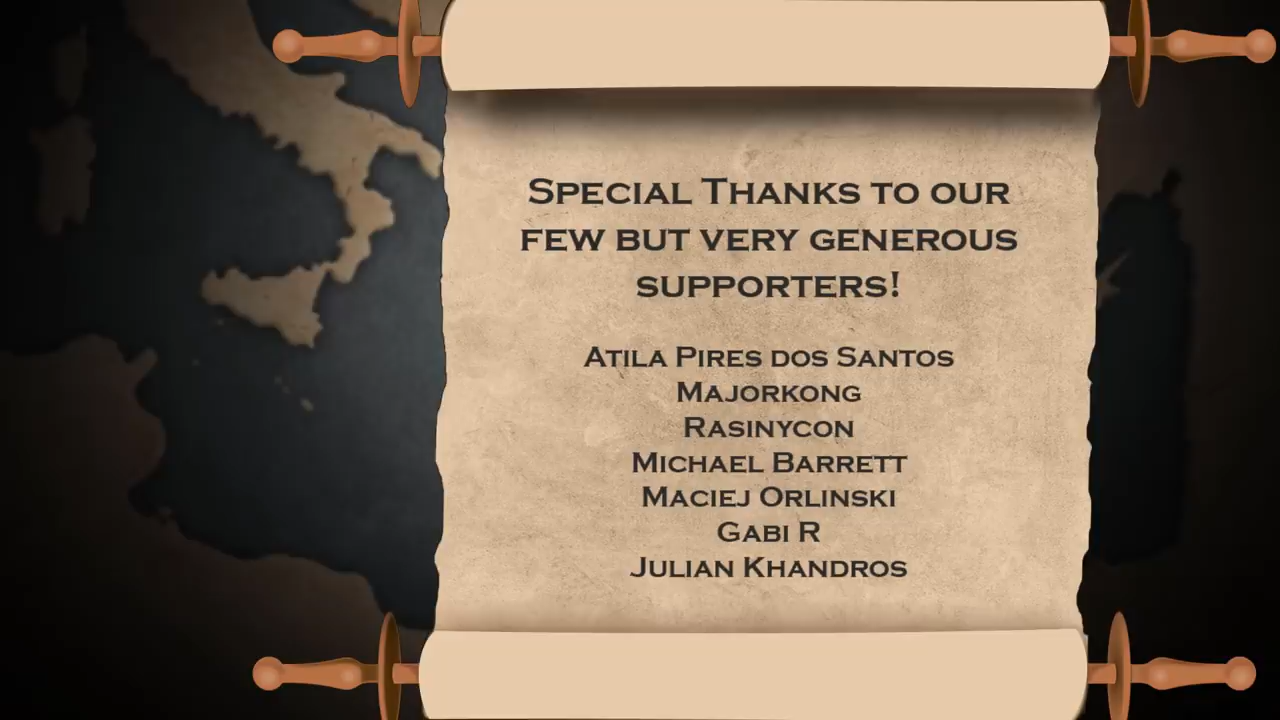 Special Thanks to our
few but very generous
supporters!
Atila Pires dos Santos
Majorkong
Rasinycon
Michael Barrett
Maciej Orlinski
Gabi R
Julian Khandros